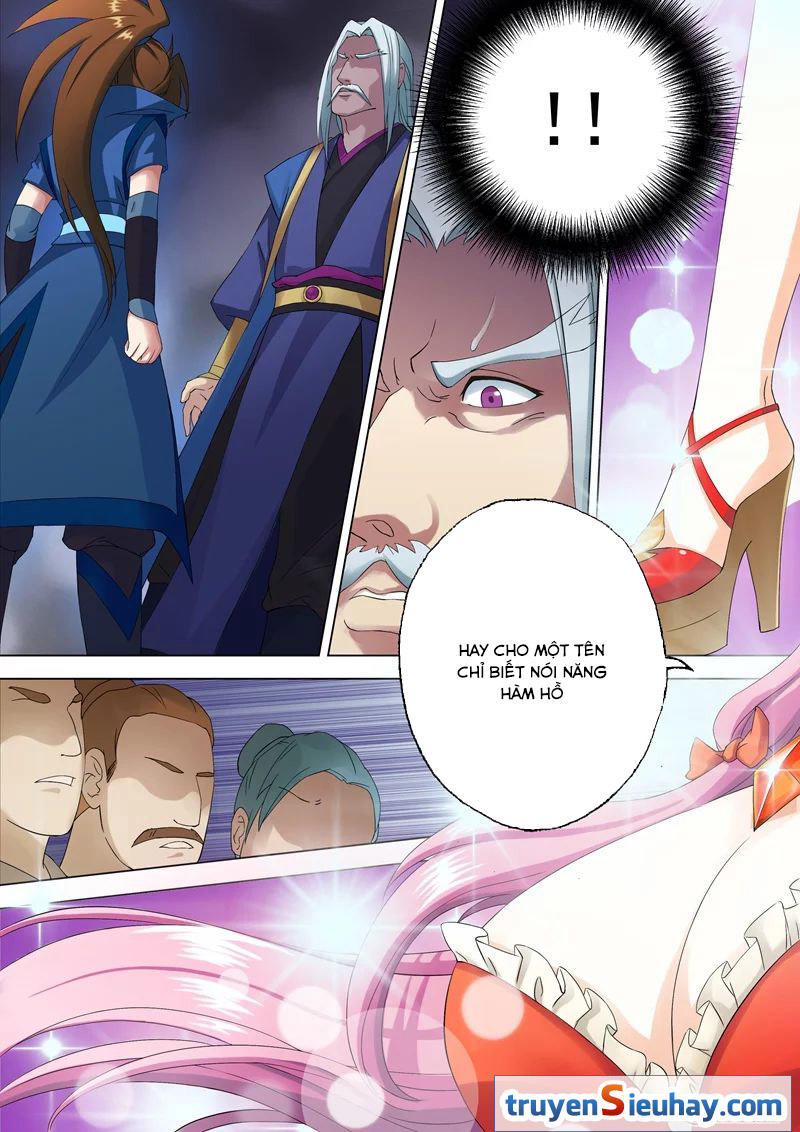 !!
HAY CHO MỘT TÊN
CHỈ BIẾT NÓI NĂNG
HÀM HỒ
truyenSieuhay.com